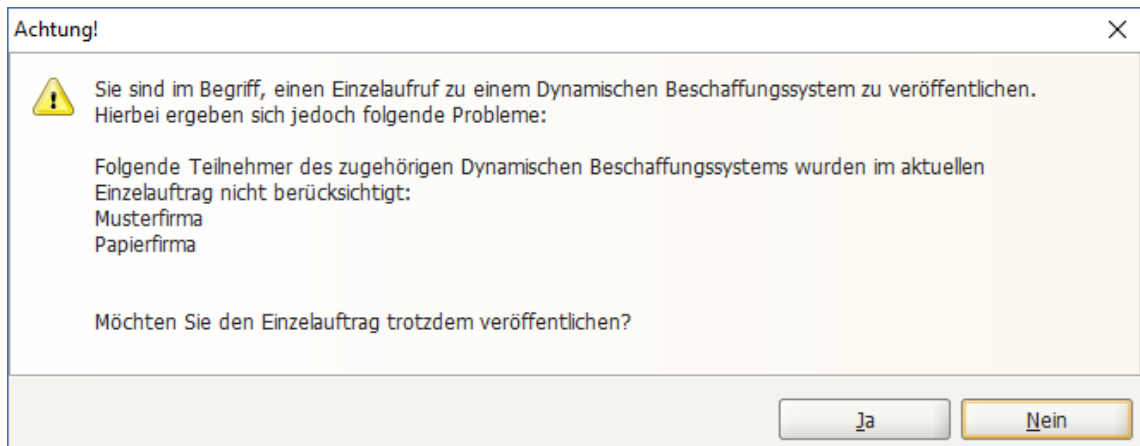 Achtung!
Sie sind im Begriff, einen Einzelaufruf zu einem Dynamischen Beschaffungssystem zu veröffentlichen.
Hierbei ergeben sich jedoch folgende Probleme:
Folgende Teilnehmer des zugehörigen Dynamischen Beschaffungssystems wurden im aktuellen
Einzelauftrag nicht berücksichtigt:
Musterfirma
Papierfirma
Möchten Sie den Einzelauftrag trotzdem veröffentlichen?
Ja
Nein